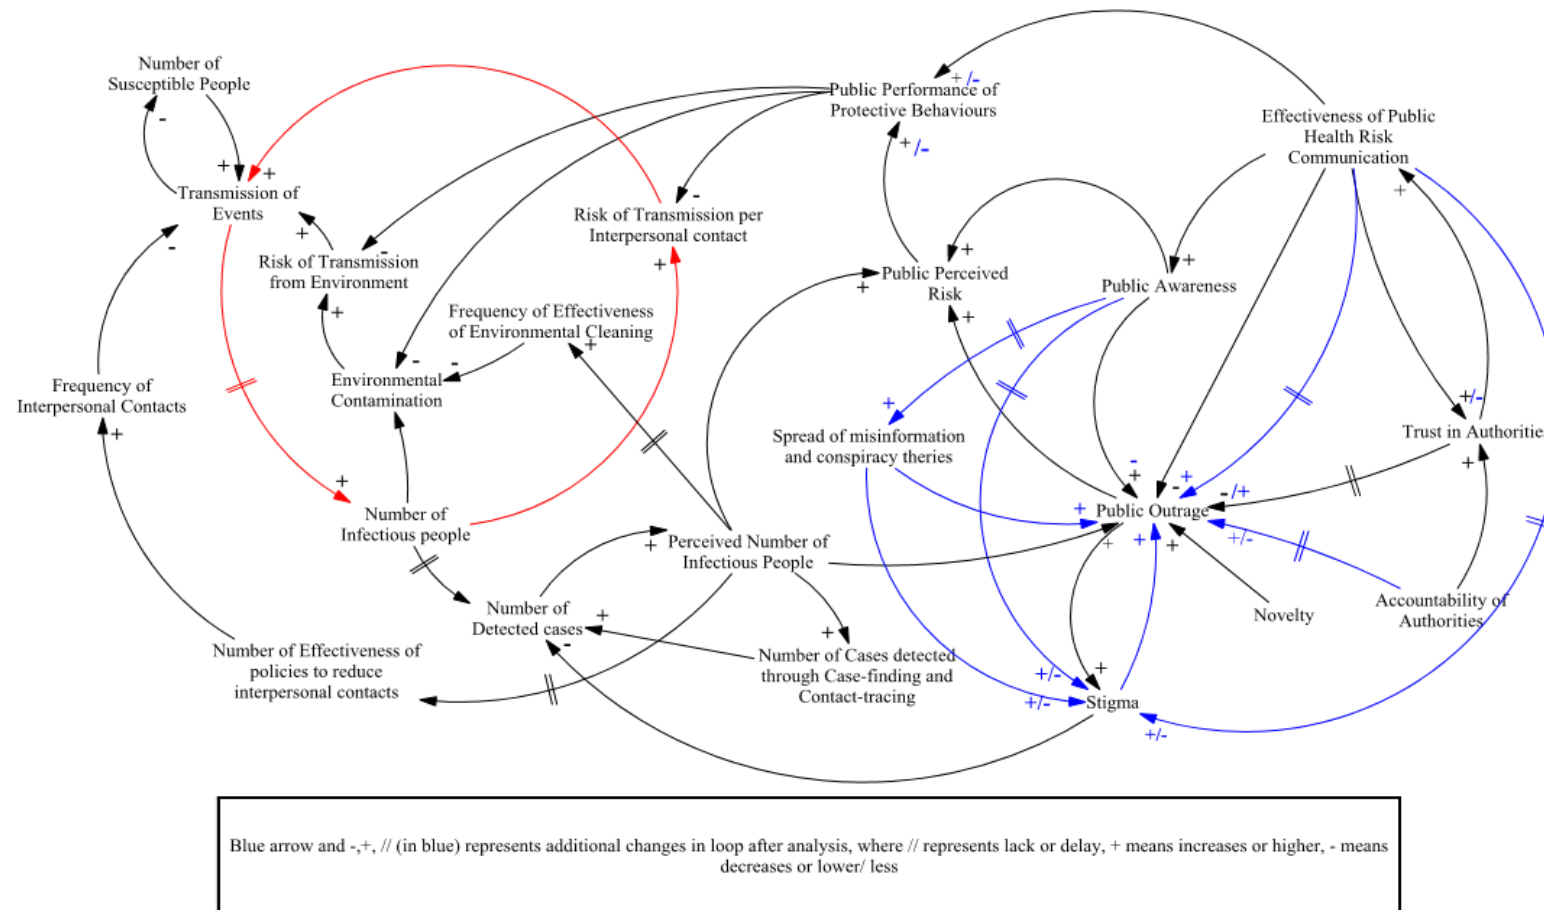 Number of
Susceptible People
Public Performance of
Protective Behaviours
Effectiveness of Public
Health Risk
Communication
Transmission of
Events
Risk of Transmission per
Interpersonal contact
Risk of Transmission
from Environment
Public Perceived
Risk
Public Awareness
Frequency of Effectiveness
of Environmental Cleaning
Frequency of
Interpersonal Contacts
Environmental
Contamination
Spread of misinformation
and conspiracy theries
Trust in Authorities
Number of
Infectious people
Public Outrage
Perceived Number of
Infectious People
Number of
Detected cases
Novelty
Accountability of
Authorities
Number of Effectiveness of
policies to reduce
interpersonal contacts
Number of Cases detected
through Case-finding and
Contact-tracing
Stigma
Blue arrow and -,+, // (in blue) represents additional changes in loop after analysis, where // represents lack or delay, + means increases or higher, - means
decreases or lower/ less